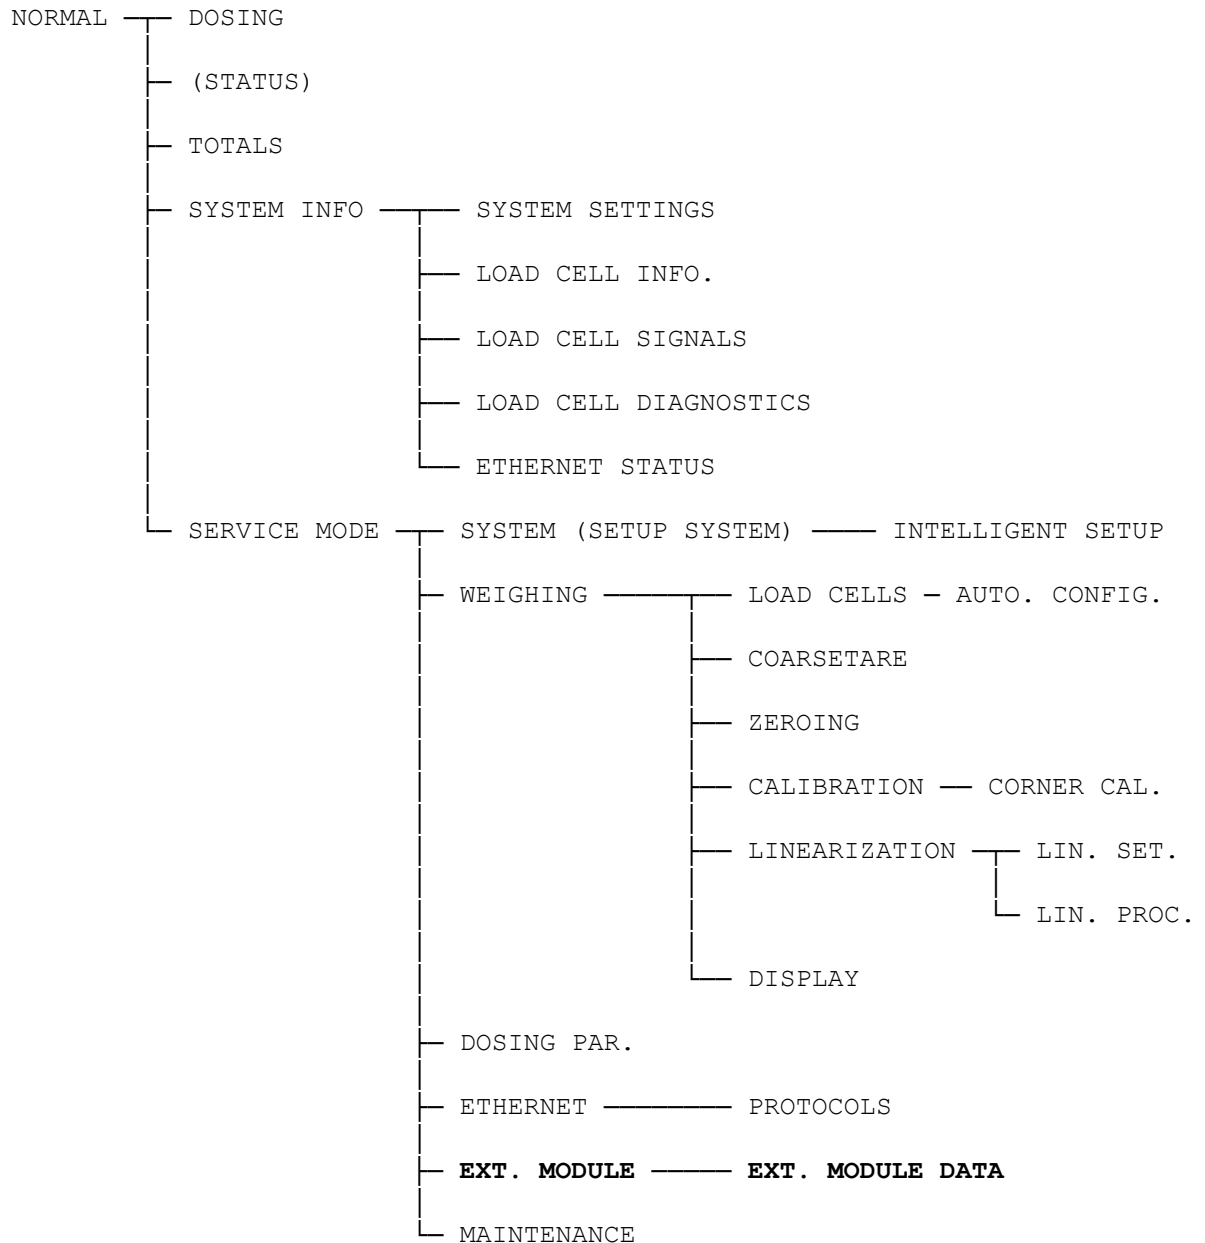 NORMAL DOSING
(STATUS)
TOTALS
SYSTEM INFO SYSTEM SETTINGS
LOAD CELL INFO.
LOAD CELL SIGNALS
LOAD CELL DIAGNOSTICS
ETHERNET STATUS
SERVICE MODE SYSTEM (SETUP SYSTEM) INTELLIGENT SETUP
WEIGHING LOAD CELLS AUTO. CONFIG.
COARSETARE
ZEROING
CALIBRATION CORNER CAL.
LINEARIZATION LIN. SET.
LIN. PROC.
DISPLAY
DOSING PAR.
ETHERNET PROTOCOLS
EXT. MODULE EXT. MODULE DATA
MAINTENANCE